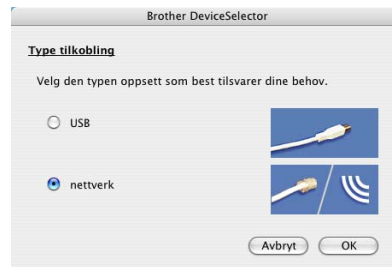 Brother DeviceSelector
Type tilkobling
Velg den typen oppsett som best tilsvarer dine behov.
USB
nettverk
Avbryt OK